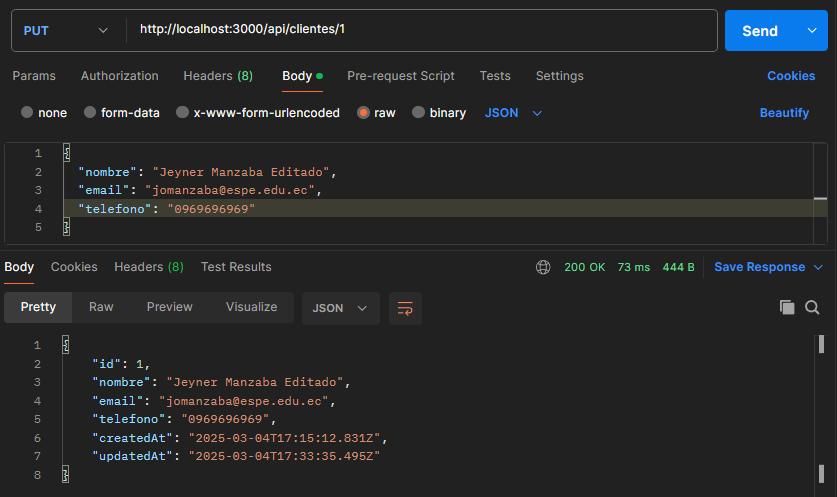 PUT http://localhost:3000/api/clientes/1 Send
Params Authorization Headers (8) Body Pre-request Script Tests Settings Cookies
none form-data x-www-form-urlencoded raw binary JSON Beautify
1 {
2 "nombre": "Jeyner Manzaba Editado",
3 "email": "jomanzaba@espe.edu.ec",
4 "telefono": "0969696969"
5 }
Body Cookies Headers (8) Test Results 200 OK 73 ms 444 B Save Response
Pretty Raw Preview Visualize JSON
1 {
2 "id": 1,
3 "nombre": "Jeyner Manzaba Editado",
4 "email": "jomanzaba@espe.edu.ec",
5 "telefono": "0969696969",
6 "createdAt": "2025-03-04T17:15:12.831Z",
7 "updatedAt": "2025-03-04T17:33:35.495Z"
8 }